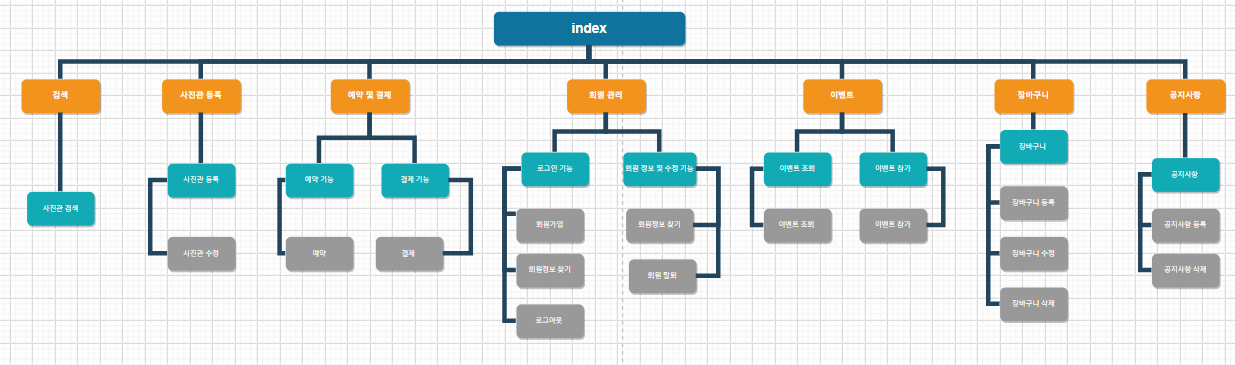 index
검색
사진관 등록
예약 및 결제
회원 관리
이벤트
장바구니
공지사항
사진관 검색
사진관 등록
사진관 수정
예약 기능
결제 기능
예약
결제
로그인 기능
회원 정보 및 수정 기능
회원가입
회원정보 찾기
회원정보 찾기
회원 탈퇴
로그아웃
이벤트 조회
이벤트 참가
이벤트 조회
이벤트 참가
장바구니
장바구니 등록
장바구니 수정
장바구니 삭제
공지사항
공지사항 등록
공지사항 삭제